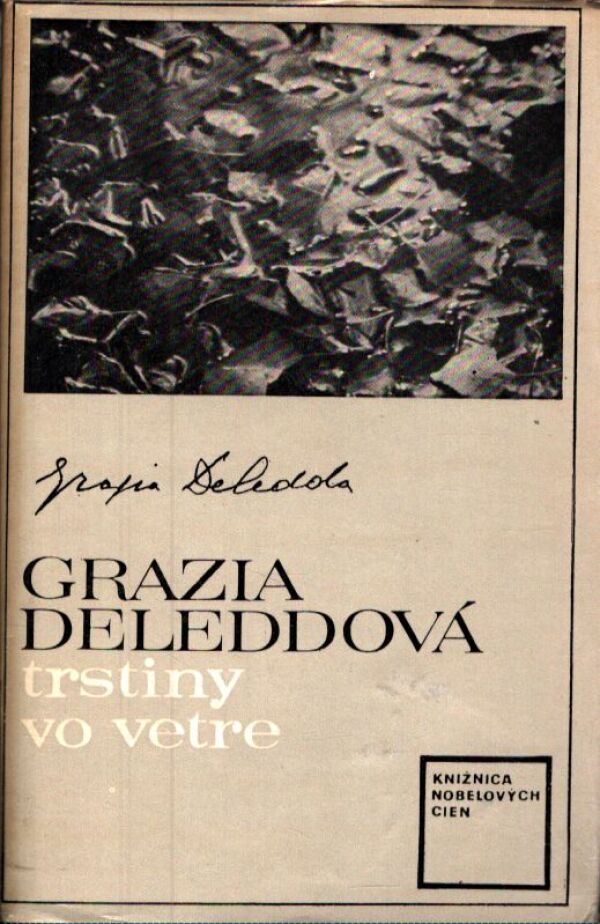 Grazia Deledda
GRAZIA
DELEDDOVÁ
trstiny
vo vetre
KNIŽNICA
NOBELOVÝCH
CIEN